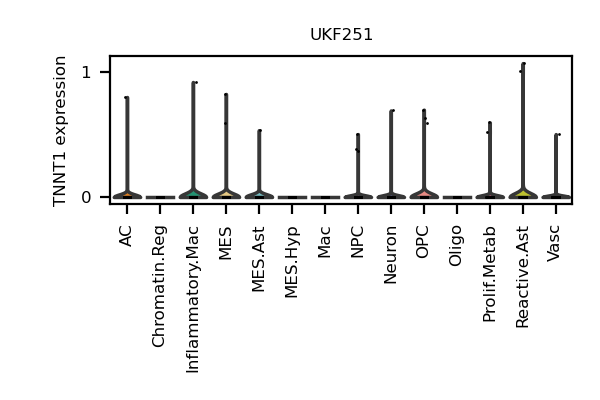 UKF251
TNNT1 expression
1
0
AC
Chromatin.Reg
Inflammatory.Mac
MES
MES.Ast
MES.Hyp
Mac
NPC
Neuron
OPC
Oligo
Prolif.Metab
Reactive.Ast
Vasc